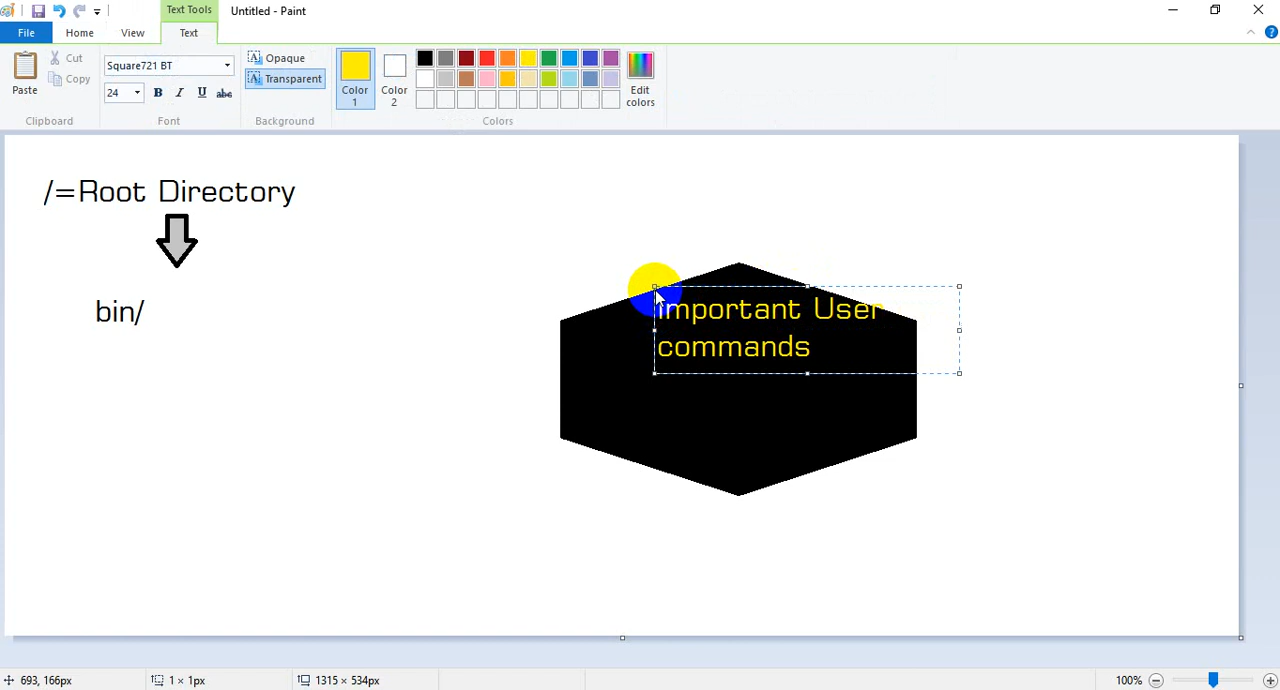 Text Tools
Untitled - Paint
File
Home
View
Text
Paste
Cut
Copy
Clipboard
Square721 BT
24
B
I
U
abc
Font
Opaque
Transparent
Background
Color
1
Color
2
Edit
colors
Colors
/=Root Directory
bin/
important User
commands
693, 166px
1 × 1px
1315 × 534px
100%